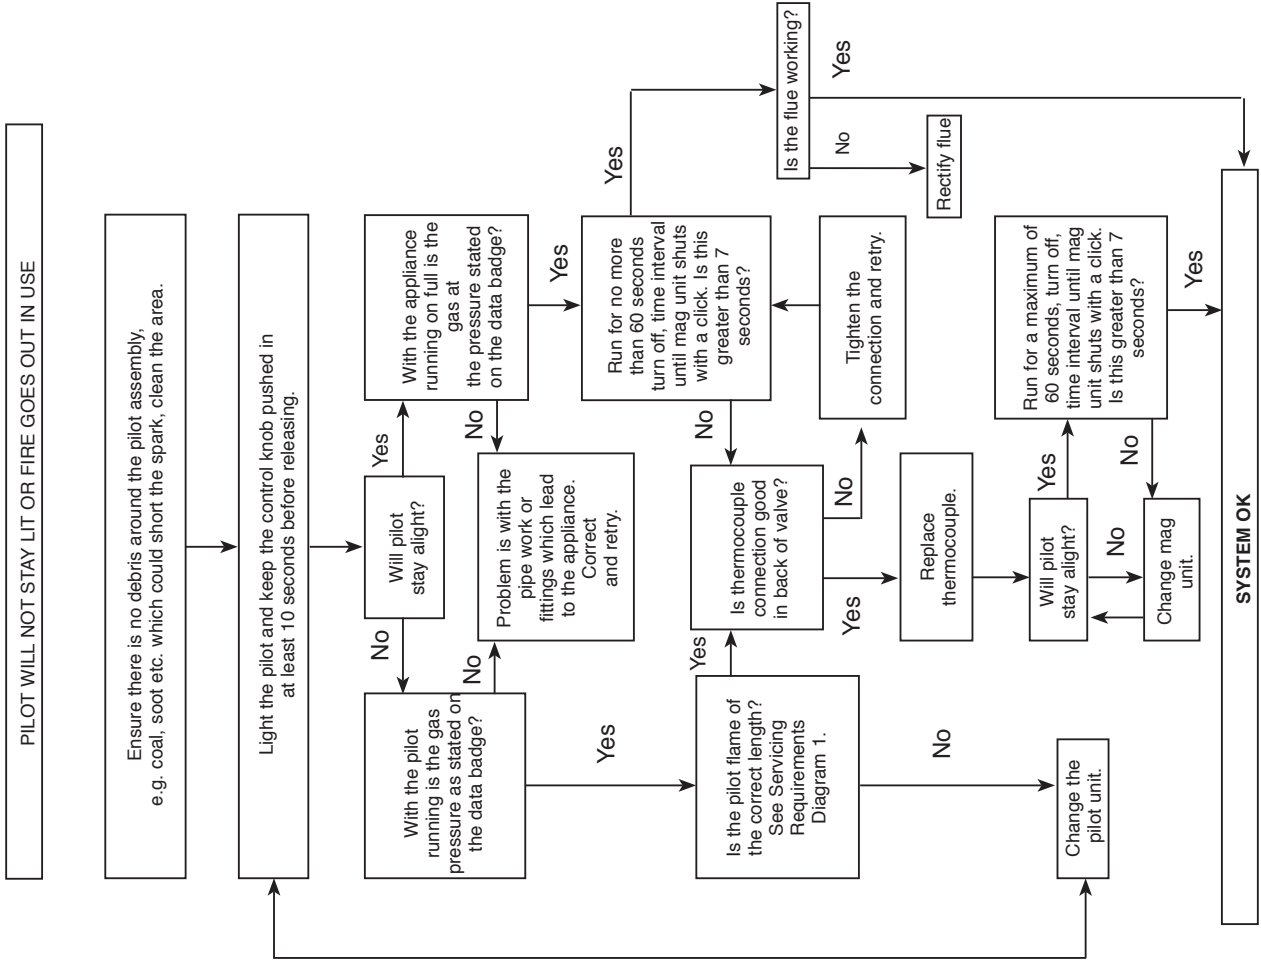 PILOT WILL NOT STAY LIT OR FIRE GOES OUT IN USE
Ensure there is no debris around the pilot assembly,
e.g. coal, soot etc. which could short the spark, clean the area.
Light the pilot and keep the control knob pushed in
at least 10 seconds before releasing.
Will pilot
stay alight?
No
Yes
With the pilot
running is the gas
pressure as stated on
the data badge?
With the appliance
running on full is the
gas at
the pressure stated
on the data badge?
No
No
Problem is with the
pipe work or
fittings which lead
to the appliance.
Correct
and retry.
Yes
Yes
Is the pilot flame of
the correct length?
See Servicing
Requirements
Diagram 1.
Run for no more
than 60 seconds
turn off, time interval
until mag unit shuts
with a click. Is this
greater than 7
seconds?
Yes
Yes
No
Is thermocouple
connection good
in back of valve?
Is the flue working?
No
Yes
Rectify flue
Yes
No
Tighten the
connection and retry.
Replace
thermocouple.
No
Change the
pilot unit.
Will pilot
stay alight?
Yes
Run for a maximum of
60 seconds, turn off,
time interval until mag
unit shuts with a click.
Is this greater than 7
seconds?
No
No
Change mag
unit.
Yes
SYSTEM OK